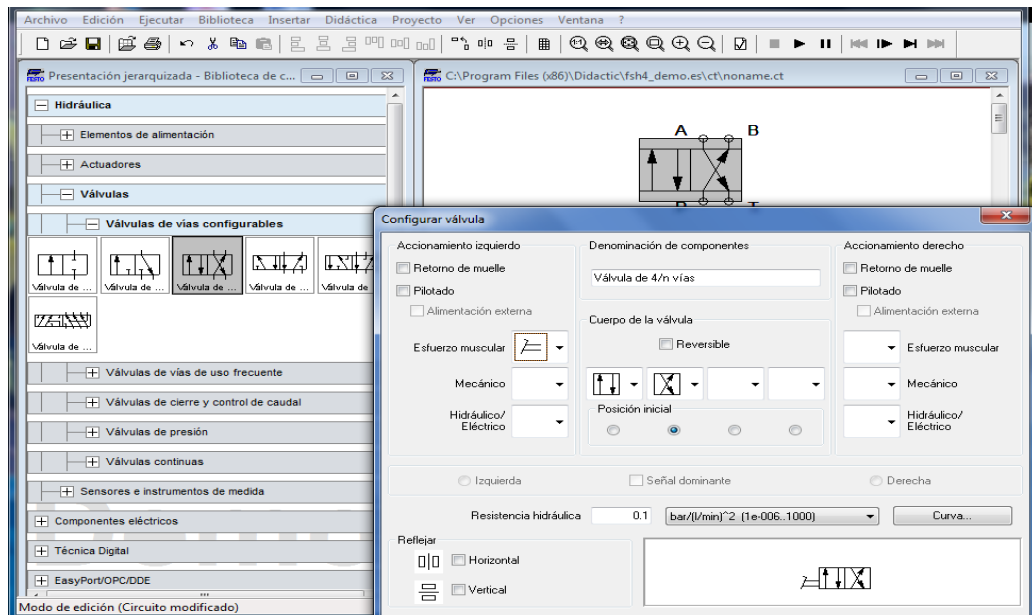 Archivo Edición Ejecutar Biblioteca Insertar Didáctica Proyecto Ver Opciones Ventana ?
Presentación jerarquizada - Biblioteca de c...
Hidráulica
Elementos de alimentación
Actuadores
Válvulas
Válvulas de vías configurables
Válvula de ... Válvula de ... Válvula de ... Válvula de ... Válvula de
Válvula de ...
Válvulas de vías de uso frecuente
Válvulas de cierre y control de caudal
Válvulas de presión
Válvulas continuas
Sensores e instrumentos de medida
Componentes eléctricos
Técnica Digital
EasyPort/OPC/DDE
Modo de edición (Circuito modificado)
C:\Program Files (x86)\Didactic\fsh4_demo.es\ct\noname.ct
A B
Configurar válvula
Accionamiento izquierdo
Retorno de muelle
Pilotado
Alimentación externa
Esfuerzo muscular
Mecánico
Hidráulico/
Eléctrico
Denominación de componentes
Válvula de 4/n vías
Cuerpo de la válvula
Reversible
Posición inicial
Accionamiento derecho
Retorno de muelle
Pilotado
Alimentación externa
Esfuerzo muscular
Mecánico
Hidráulico/
Eléctrico
Izquierda Señal dominante Derecha
Resistencia hidráulica 0.1 bar/(l/min)^2 (1e-006..1000) Curva...
Reflejar
Horizontal
Vertical